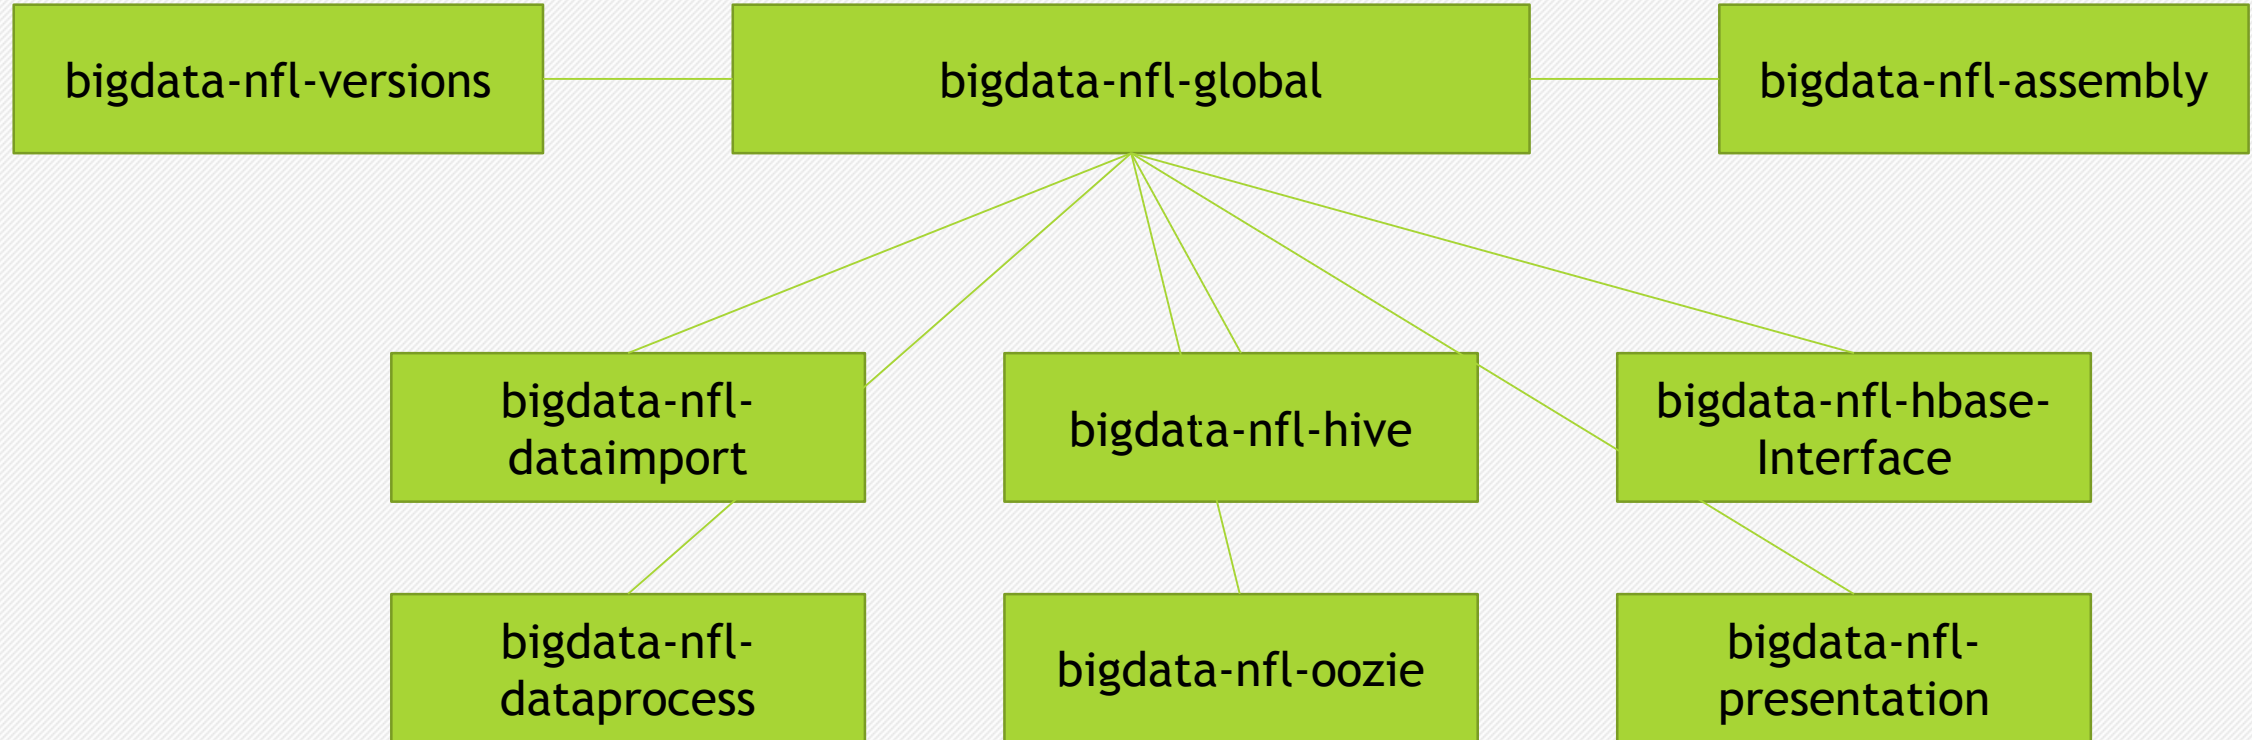 bigdata-nfl-versions
bigdata-nfl-global
bigdata-nfl-assembly
bigdata-nfl-
dataimport
bigdata-nfl-hive
bigdata-nfl-hbase-
Interface
bigdata-nfl-
dataprocess
bigdata-nfl-oozie
bigdata-nfl-
presentation